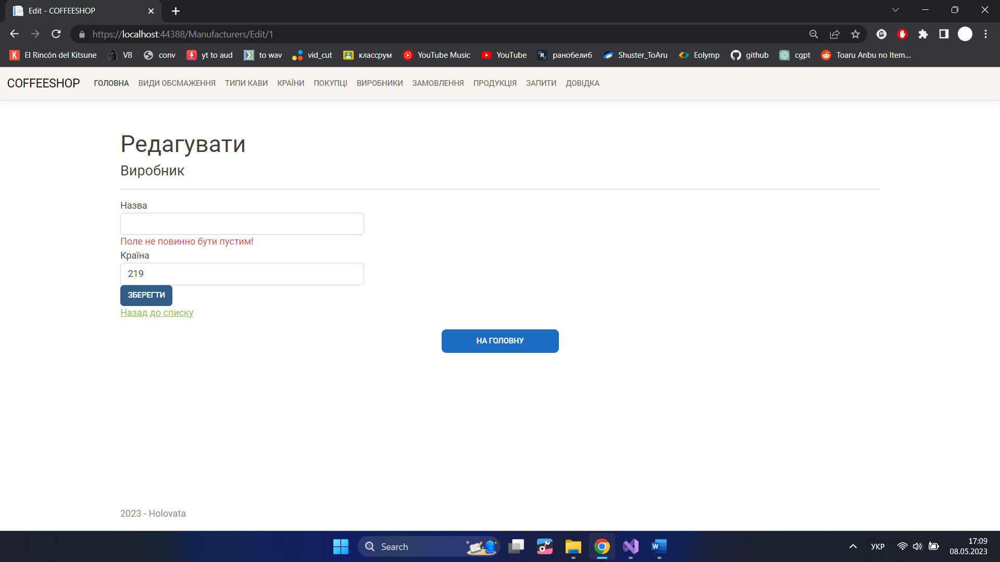 Edit - COFFEESHOP
https://localhost:44388/Manufacturers/Edit/1
El Rincón del Kitsune VB conv yt to aud to wav vid_cut классрум YouTube Music YouTube ранобелиб Shuster_ToAru Eolymp github cgpt Toaru Anbu no Item...
COFFEESHOP ГОЛОВНА ВИДИ ОБСМАЖЕННЯ ТИПИ КАВИ КРАЇНИ ПОКУПЦІ ВИРОБНИКИ ЗАМОВЛЕННЯ ПРОДУКЦІЯ ЗАПИТИ ДОВІДКА
Редагувати
Виробник
Назва
Поле не повинно бути пустим!
Країна
219
ЗБЕРЕГТИ
Назад до списку
НА ГОЛОВНУ
2023 - Holovata
Search
УКР
17:09
08.05.2023